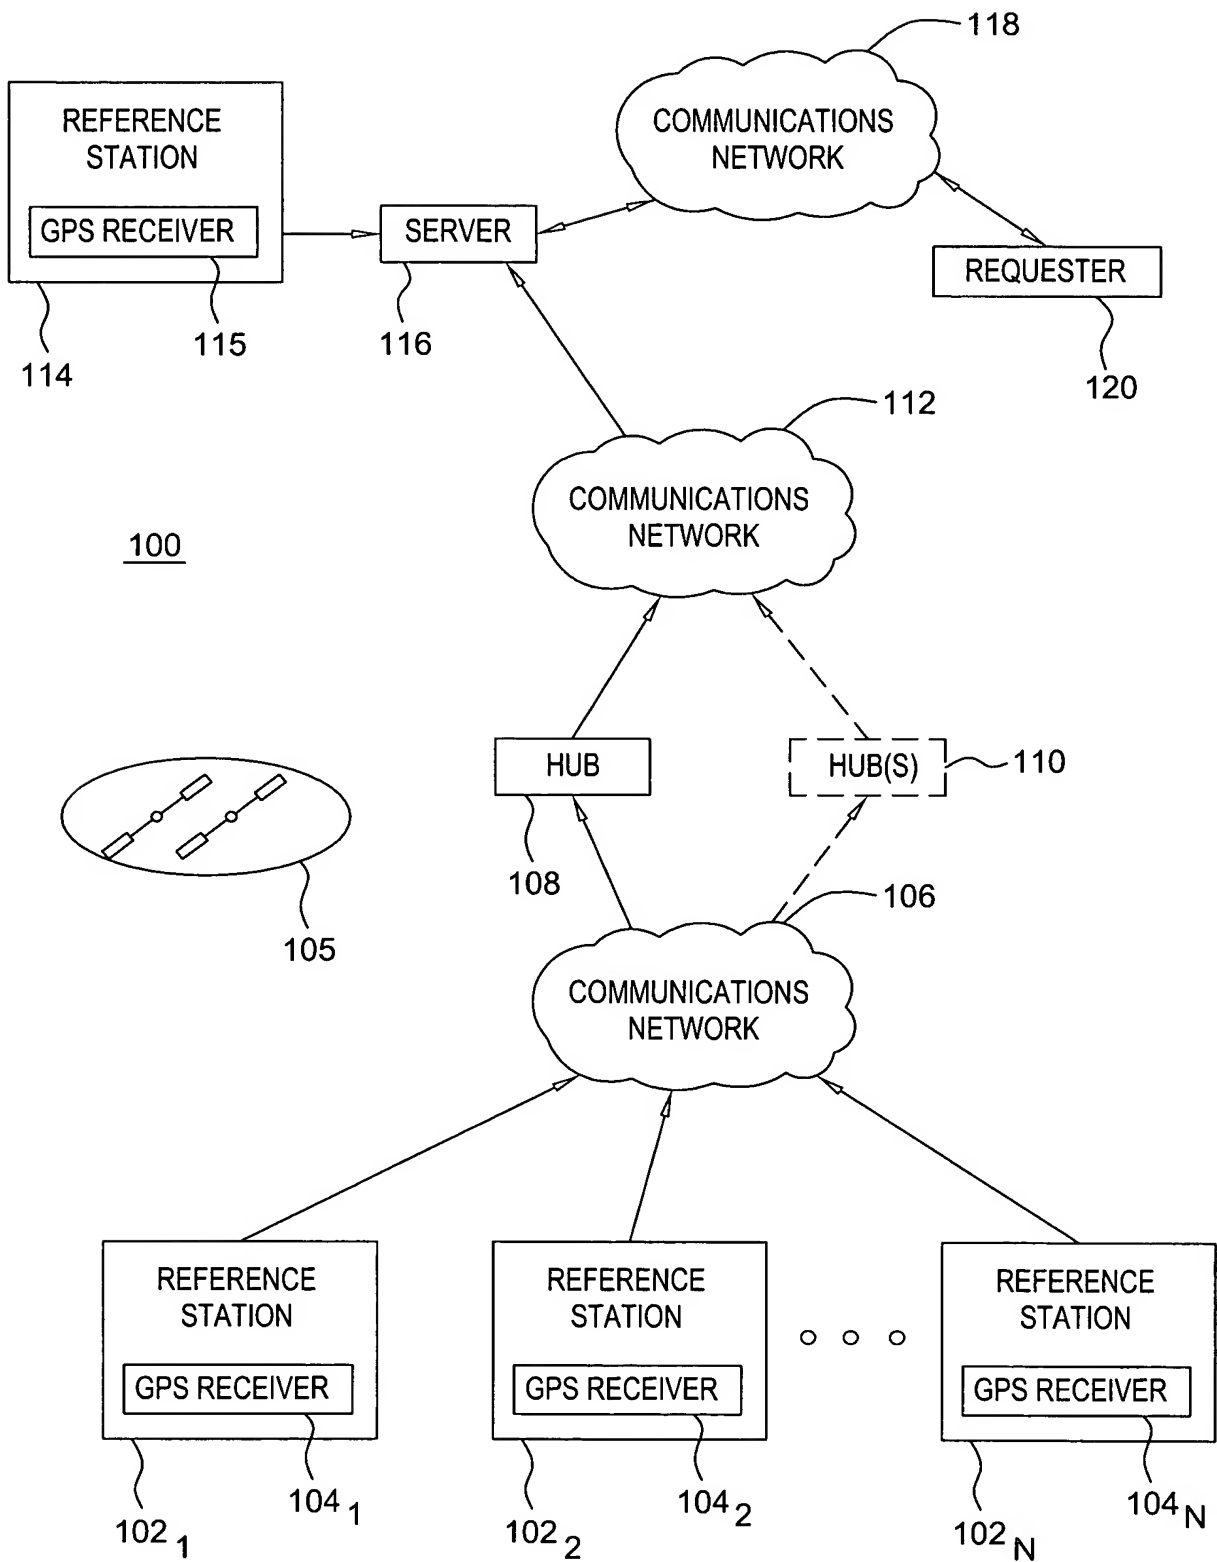 118
REFERENCE
STATION
GPS RECEIVER
COMMUNICATIONS
NETWORK
SERVER
REQUESTER
115
116
114
120
112
COMMUNICATIONS
NETWORK
100
HUB
HUB(S)
110
108
106
105
COMMUNICATIONS
NETWORK
REFERENCE
STATION
GPS RECEIVER
REFERENCE
STATION
GPS RECEIVER
REFERENCE
STATION
GPS RECEIVER
104 1
102 1
104 2
102 2
104 N
102 N